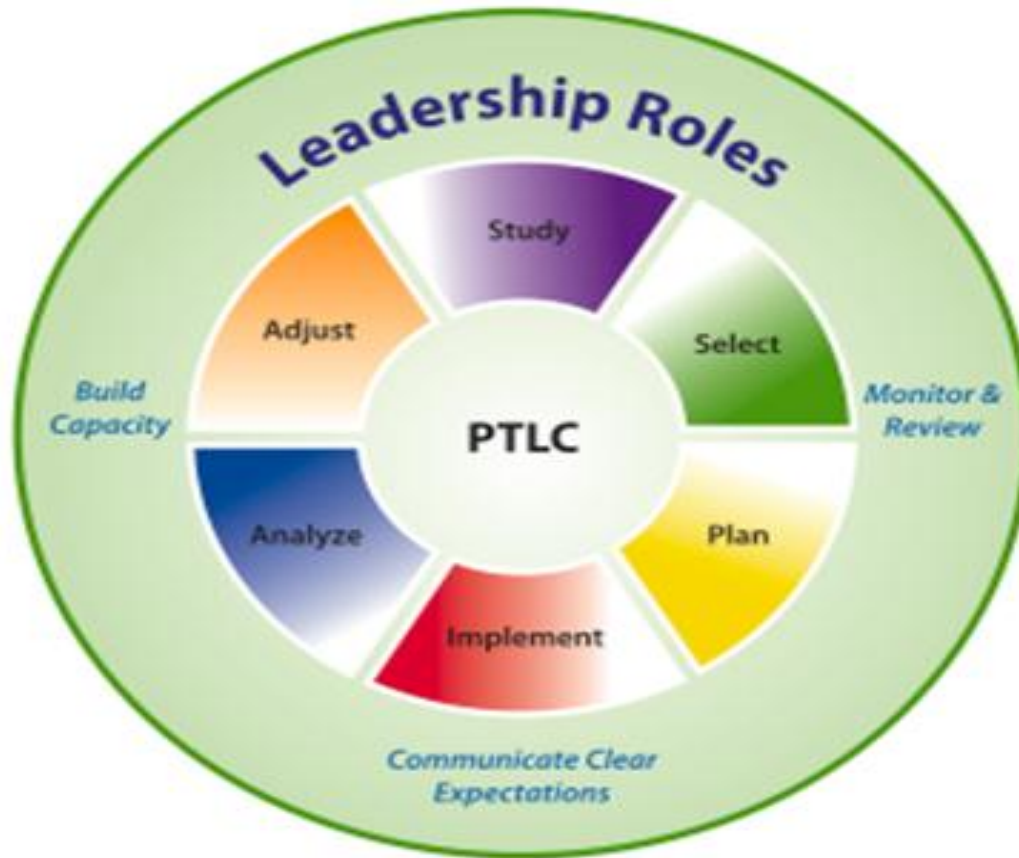 Leadership Roles
Study
Adjust
Select
Build
Capacity
Monitor &
Review
PTLC
Analyze
Plan
Implement
Communicate Clear
Expectations